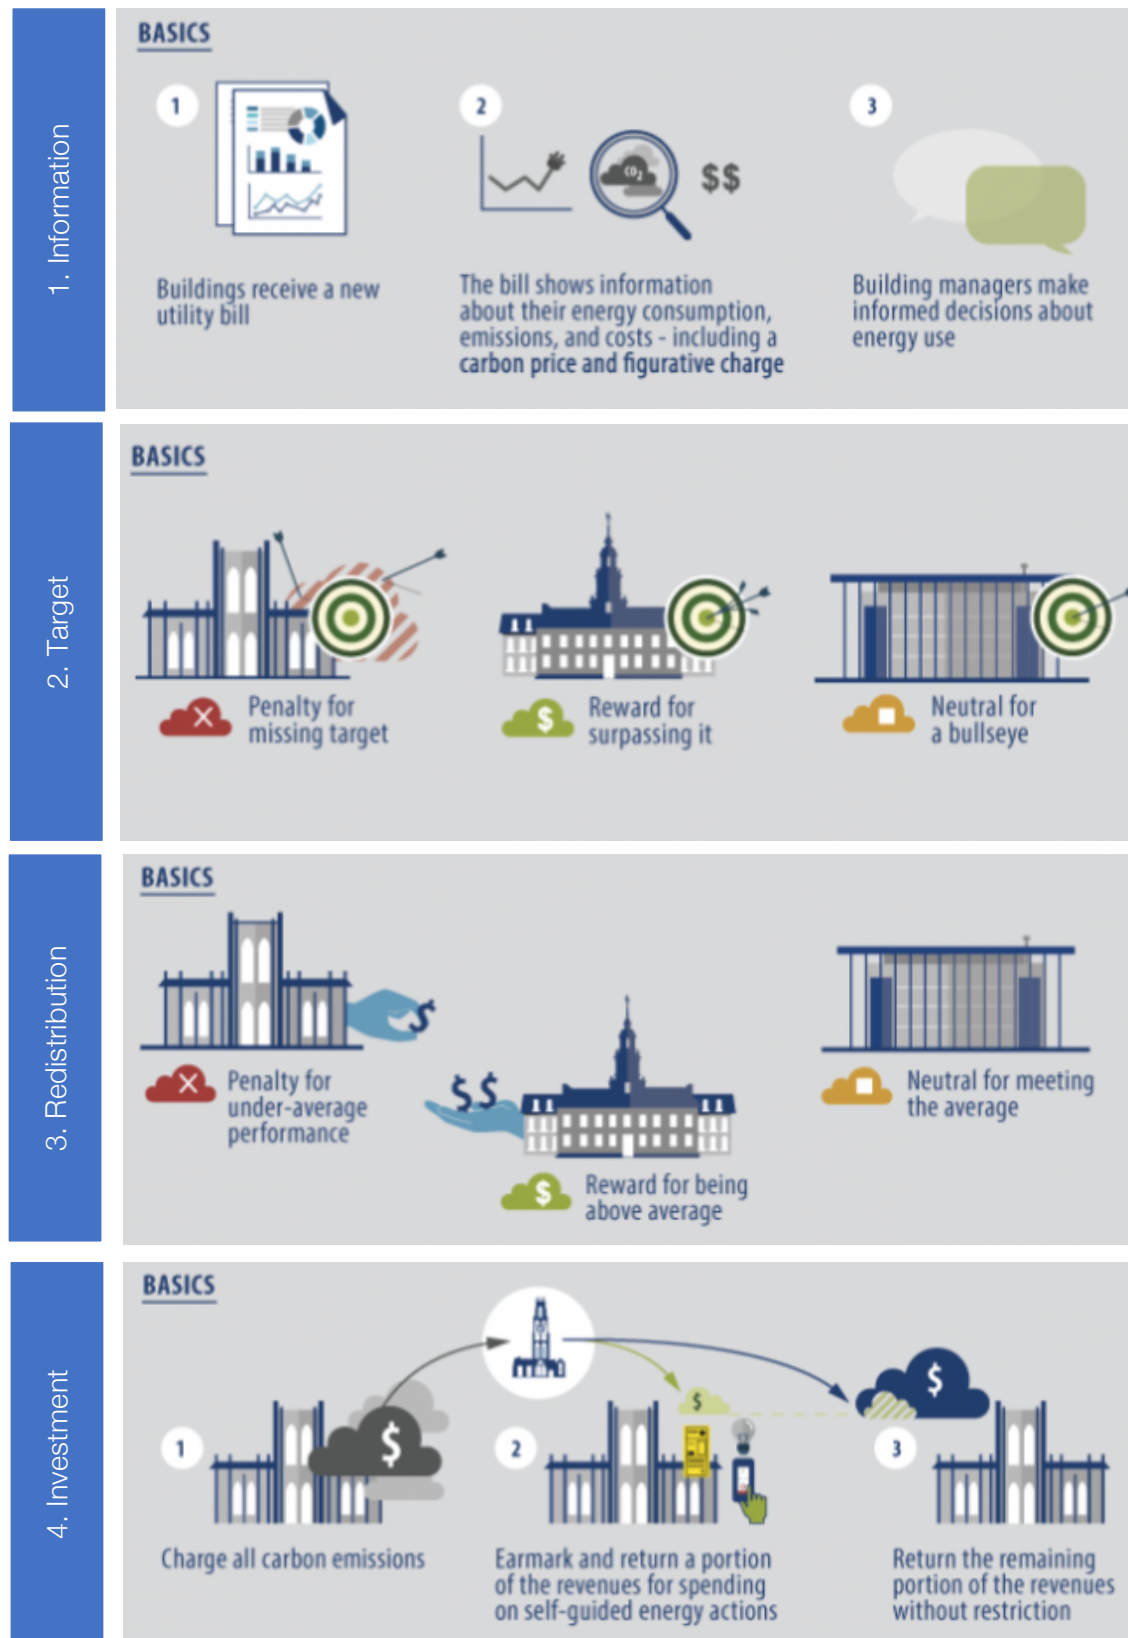 1. Information
BASICS
1
Buildings receive a new
utility bill
2
CO2
$$
The bill shows information
about their energy consumption,
emissions, and costs - including a
carbon price and figurative charge
3
Building managers make
informed decisions about
energy use
2. Target
BASICS
Penalty for
missing target
$
Reward for
surpassing it
Neutral for
a bullseye
3. Redistribution
BASICS
$
Penalty for
under-average
performance
$ $
$
Reward for being
above average
Neutral for meeting
the average
4. Investment
BASICS
1
$
Charge all carbon emissions
2
$
Earmark and return a portion
of the revenues for spending
on self-guided energy actions
3
$
Return the remaining
portion of the revenues
without restriction